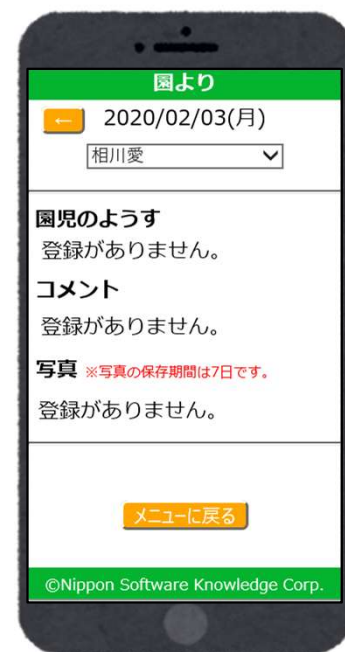 園より
← 2020/02/03(月)
相川愛
園児のようす
登録がありません。
コメント
登録がありません。
写真 ※写真の保存期間は7日です。
登録がありません。
メニューに戻る
©Nippon Software Knowledge Corp.